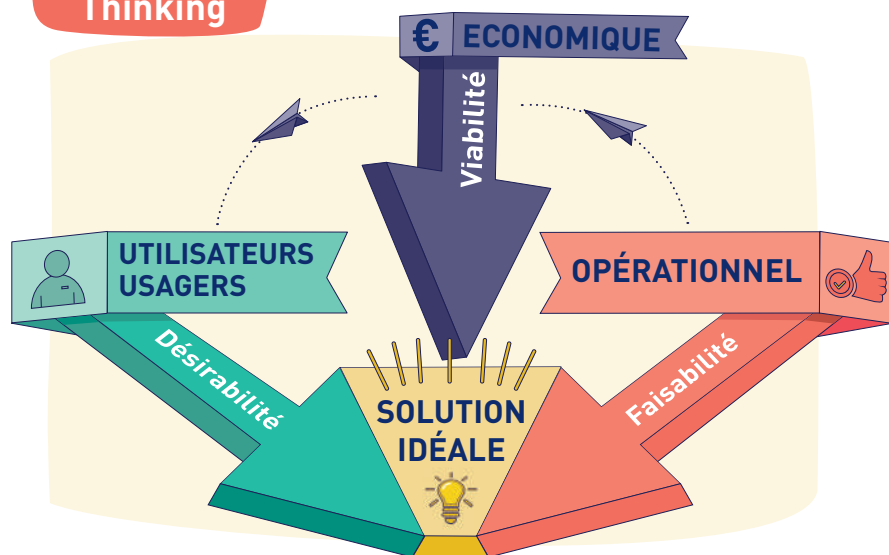 Thinking
€ ECONOMIQUE
Viabilité
UTILISATEURS
USAGERS
OPÉRATIONNEL
Désirabilité
Faisabilité
SOLUTION
IDÉALE